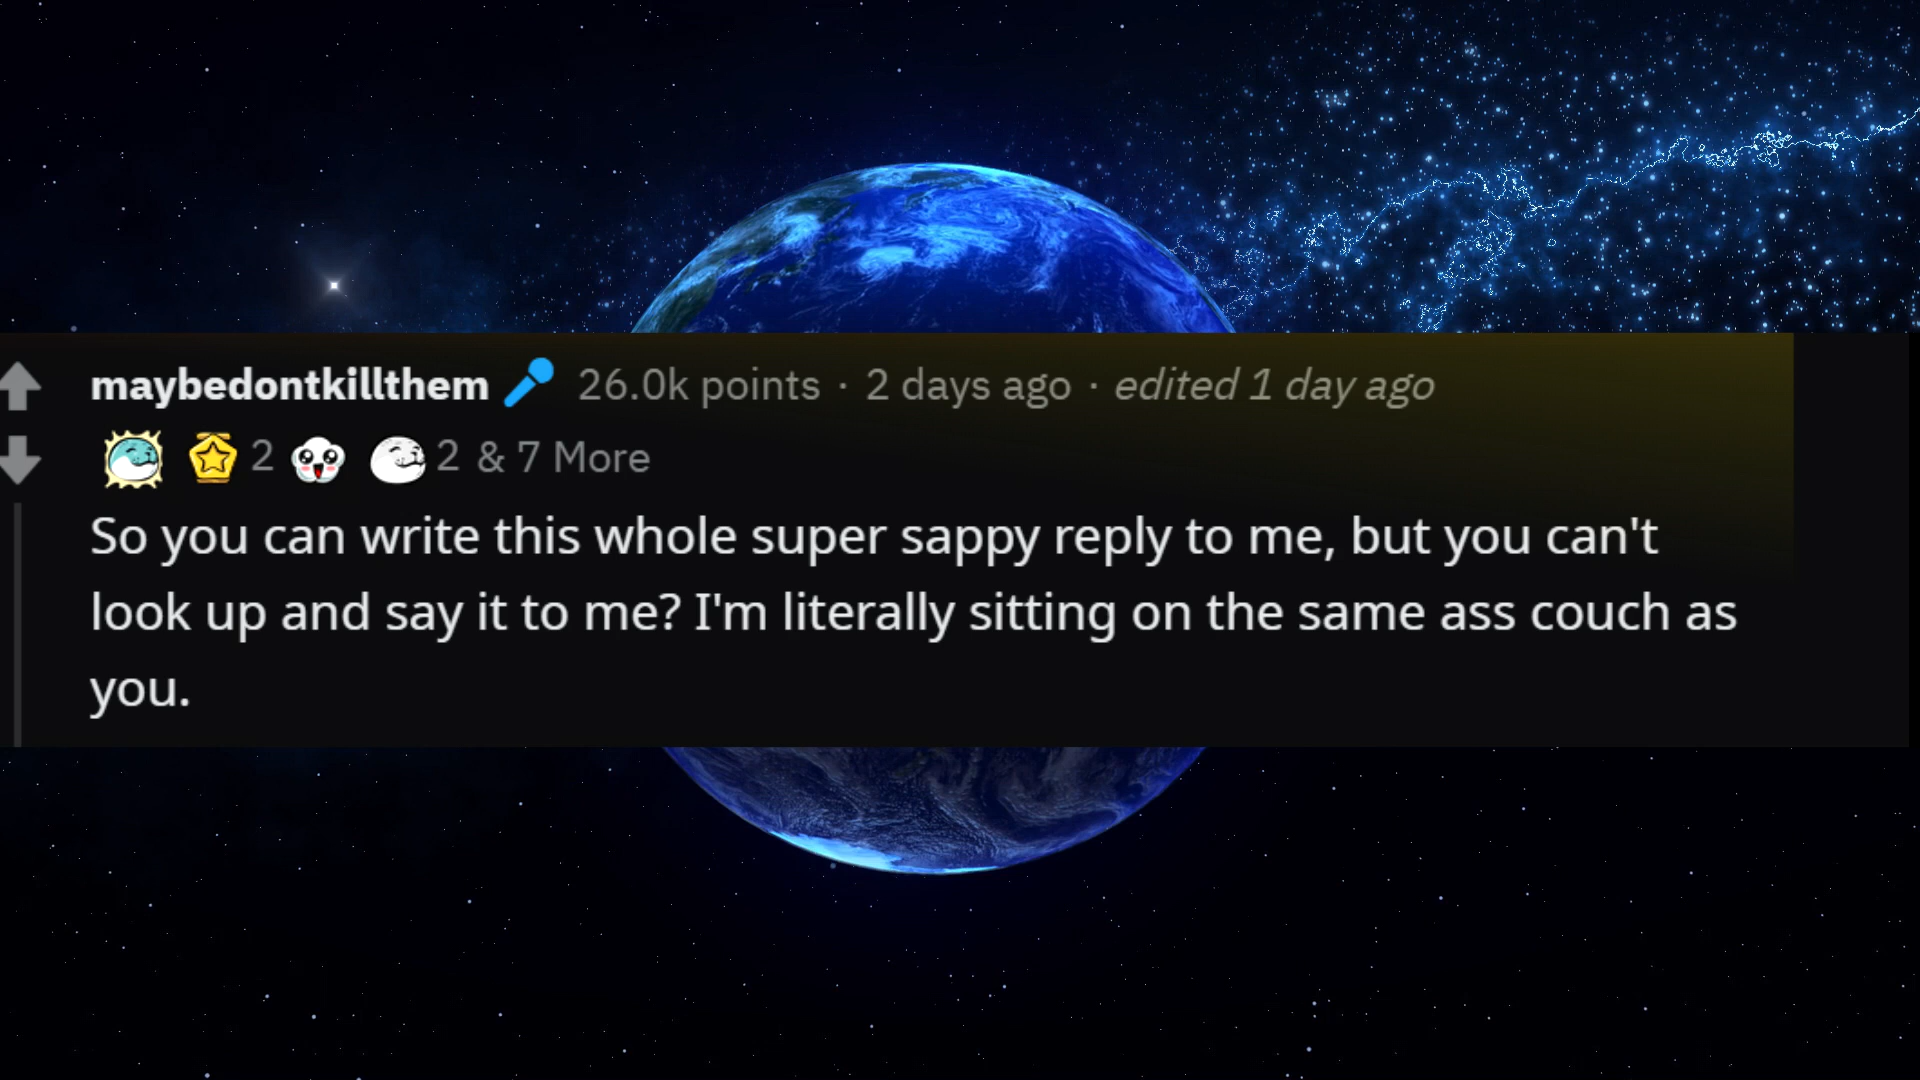 maybedontkillthem 26.0k points · 2 days ago · edited 1 day ago
2 2 & 7 More
So you can write this whole super sappy reply to me, but you can't
look up and say it to me? I'm literally sitting on the same ass couch as
you.